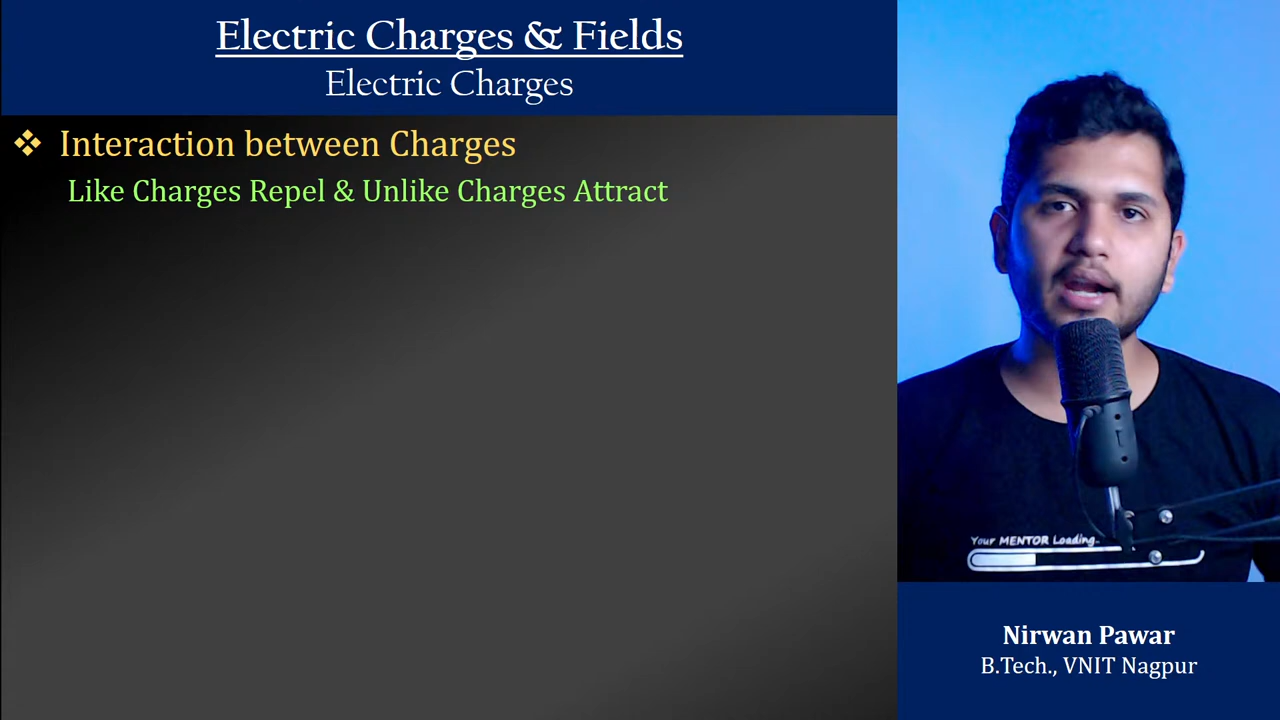 Electric Charges & Fields
Electric Charges
❖ Interaction between Charges
Like Charges Repel & Unlike Charges Attract
Your MENTOR Loading..
Nirwan Pawar
B.Tech., VNIT Nagpur